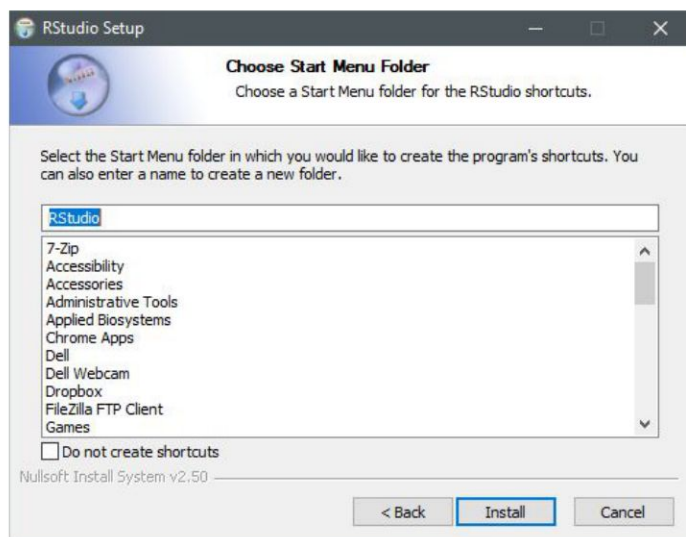 RStudio Setup
Choose Start Menu Folder
Choose a Start Menu folder for the RStudio shortcuts.
Select the Start Menu folder in which you would like to create the program's shortcuts. You
can also enter a name to create a new folder.
RStudio
7-Zip
Accessibility
Accessories
Administrative Tools
Applied Biosystems
Chrome Apps
Dell
Dell Webcam
Dropbox
FileZilla FTP Client
Games
Do not create shortcuts
Nullsoft Install System v2.50
< Back Install Cancel